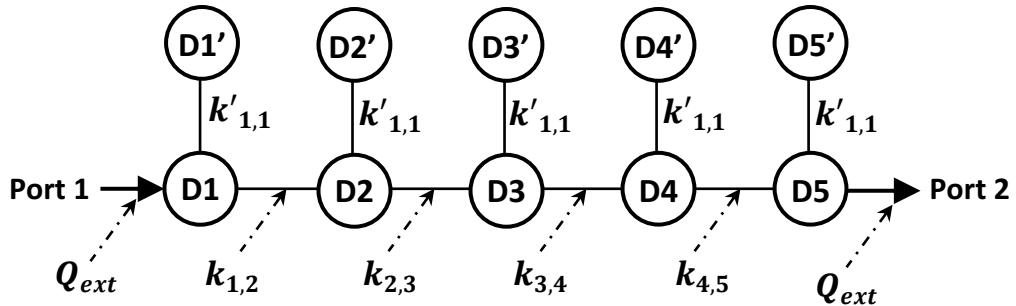 D1’ D2’ D3’ D4’ D5’
k′1,1 k′1,1 k′1,1 k′1,1 k′1,1
Port 1 D1 D2 D3 D4 D5 Port 2
Qext k1,2 k2,3 k3,4 k4,5 Qext